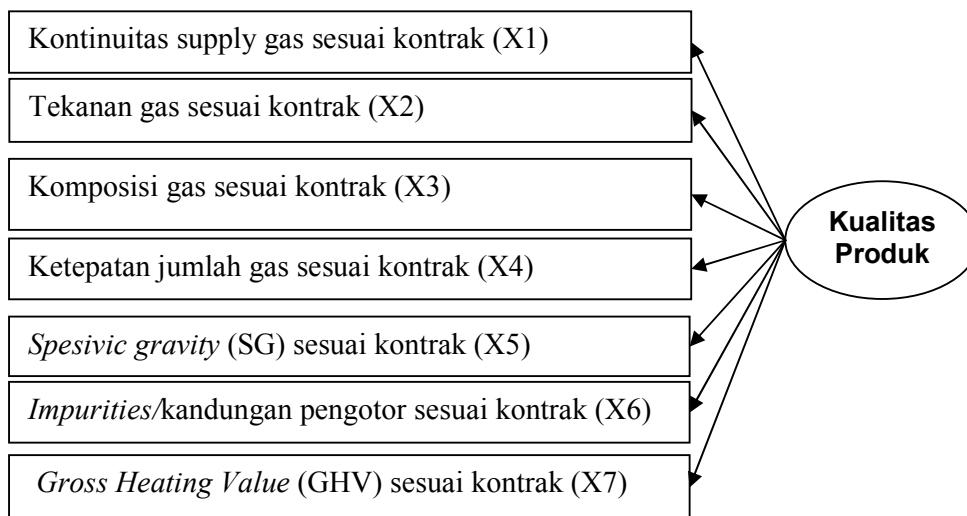 Kontinuitas supply gas sesuai kontrak (X1)
Tekanan gas sesuai kontrak (X2)
Komposisi gas sesuai kontrak (X3)
Ketepatan jumlah gas sesuai kontrak (X4)
Spesivic gravity (SG) sesuai kontrak (X5)
Impurities/kandungan pengotor sesuai kontrak (X6)
Gross Heating Value (GHV) sesuai kontrak (X7)
Kualitas
Produk